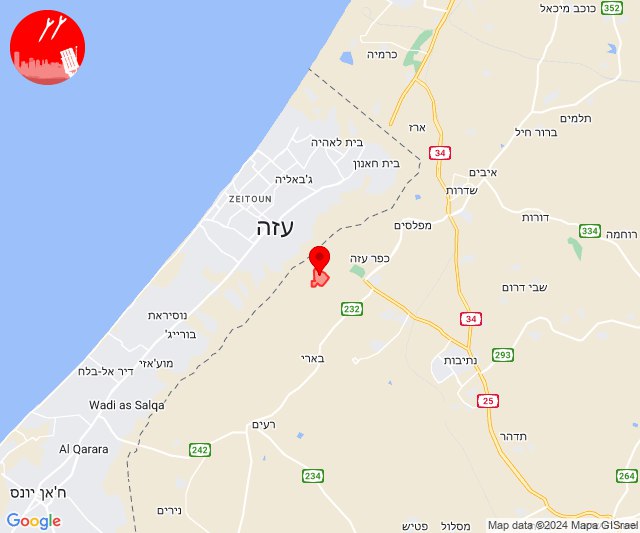 כוכב מיכאל
352
כרמיה
תלמים
ארז
ברור חיל
בית לאהיה
34
בית חאנון
איבים
ג'באליה
שדרות
ZEITOUN
דורות
עזה
מפלסים
334
רוחמה
כפר עזה
שבי דרום
232
נוסיראת
34
בורייג'
בארי
293
נתיבות
מוע'אזי
דיר אל-בלח
25
Wadi as Salqa
רעים
תדהר
Al Qarara
242
234
264
ח'אן יונס
נירים
Google
פטיש
מסלול
Map data ©2024 Mapa GISrael